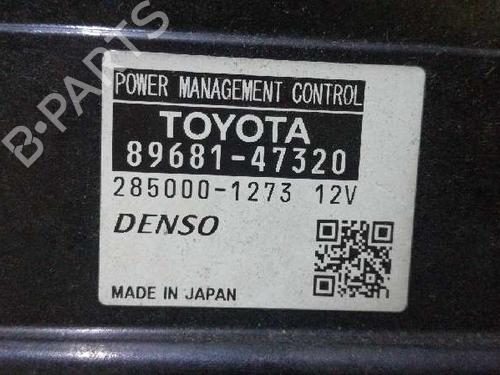 B-PARTS
POWER MANAGEMENT CONTROL
TOYOTA
89681-47320
285000-1273 12V
DENSO
MADE IN JAPAN